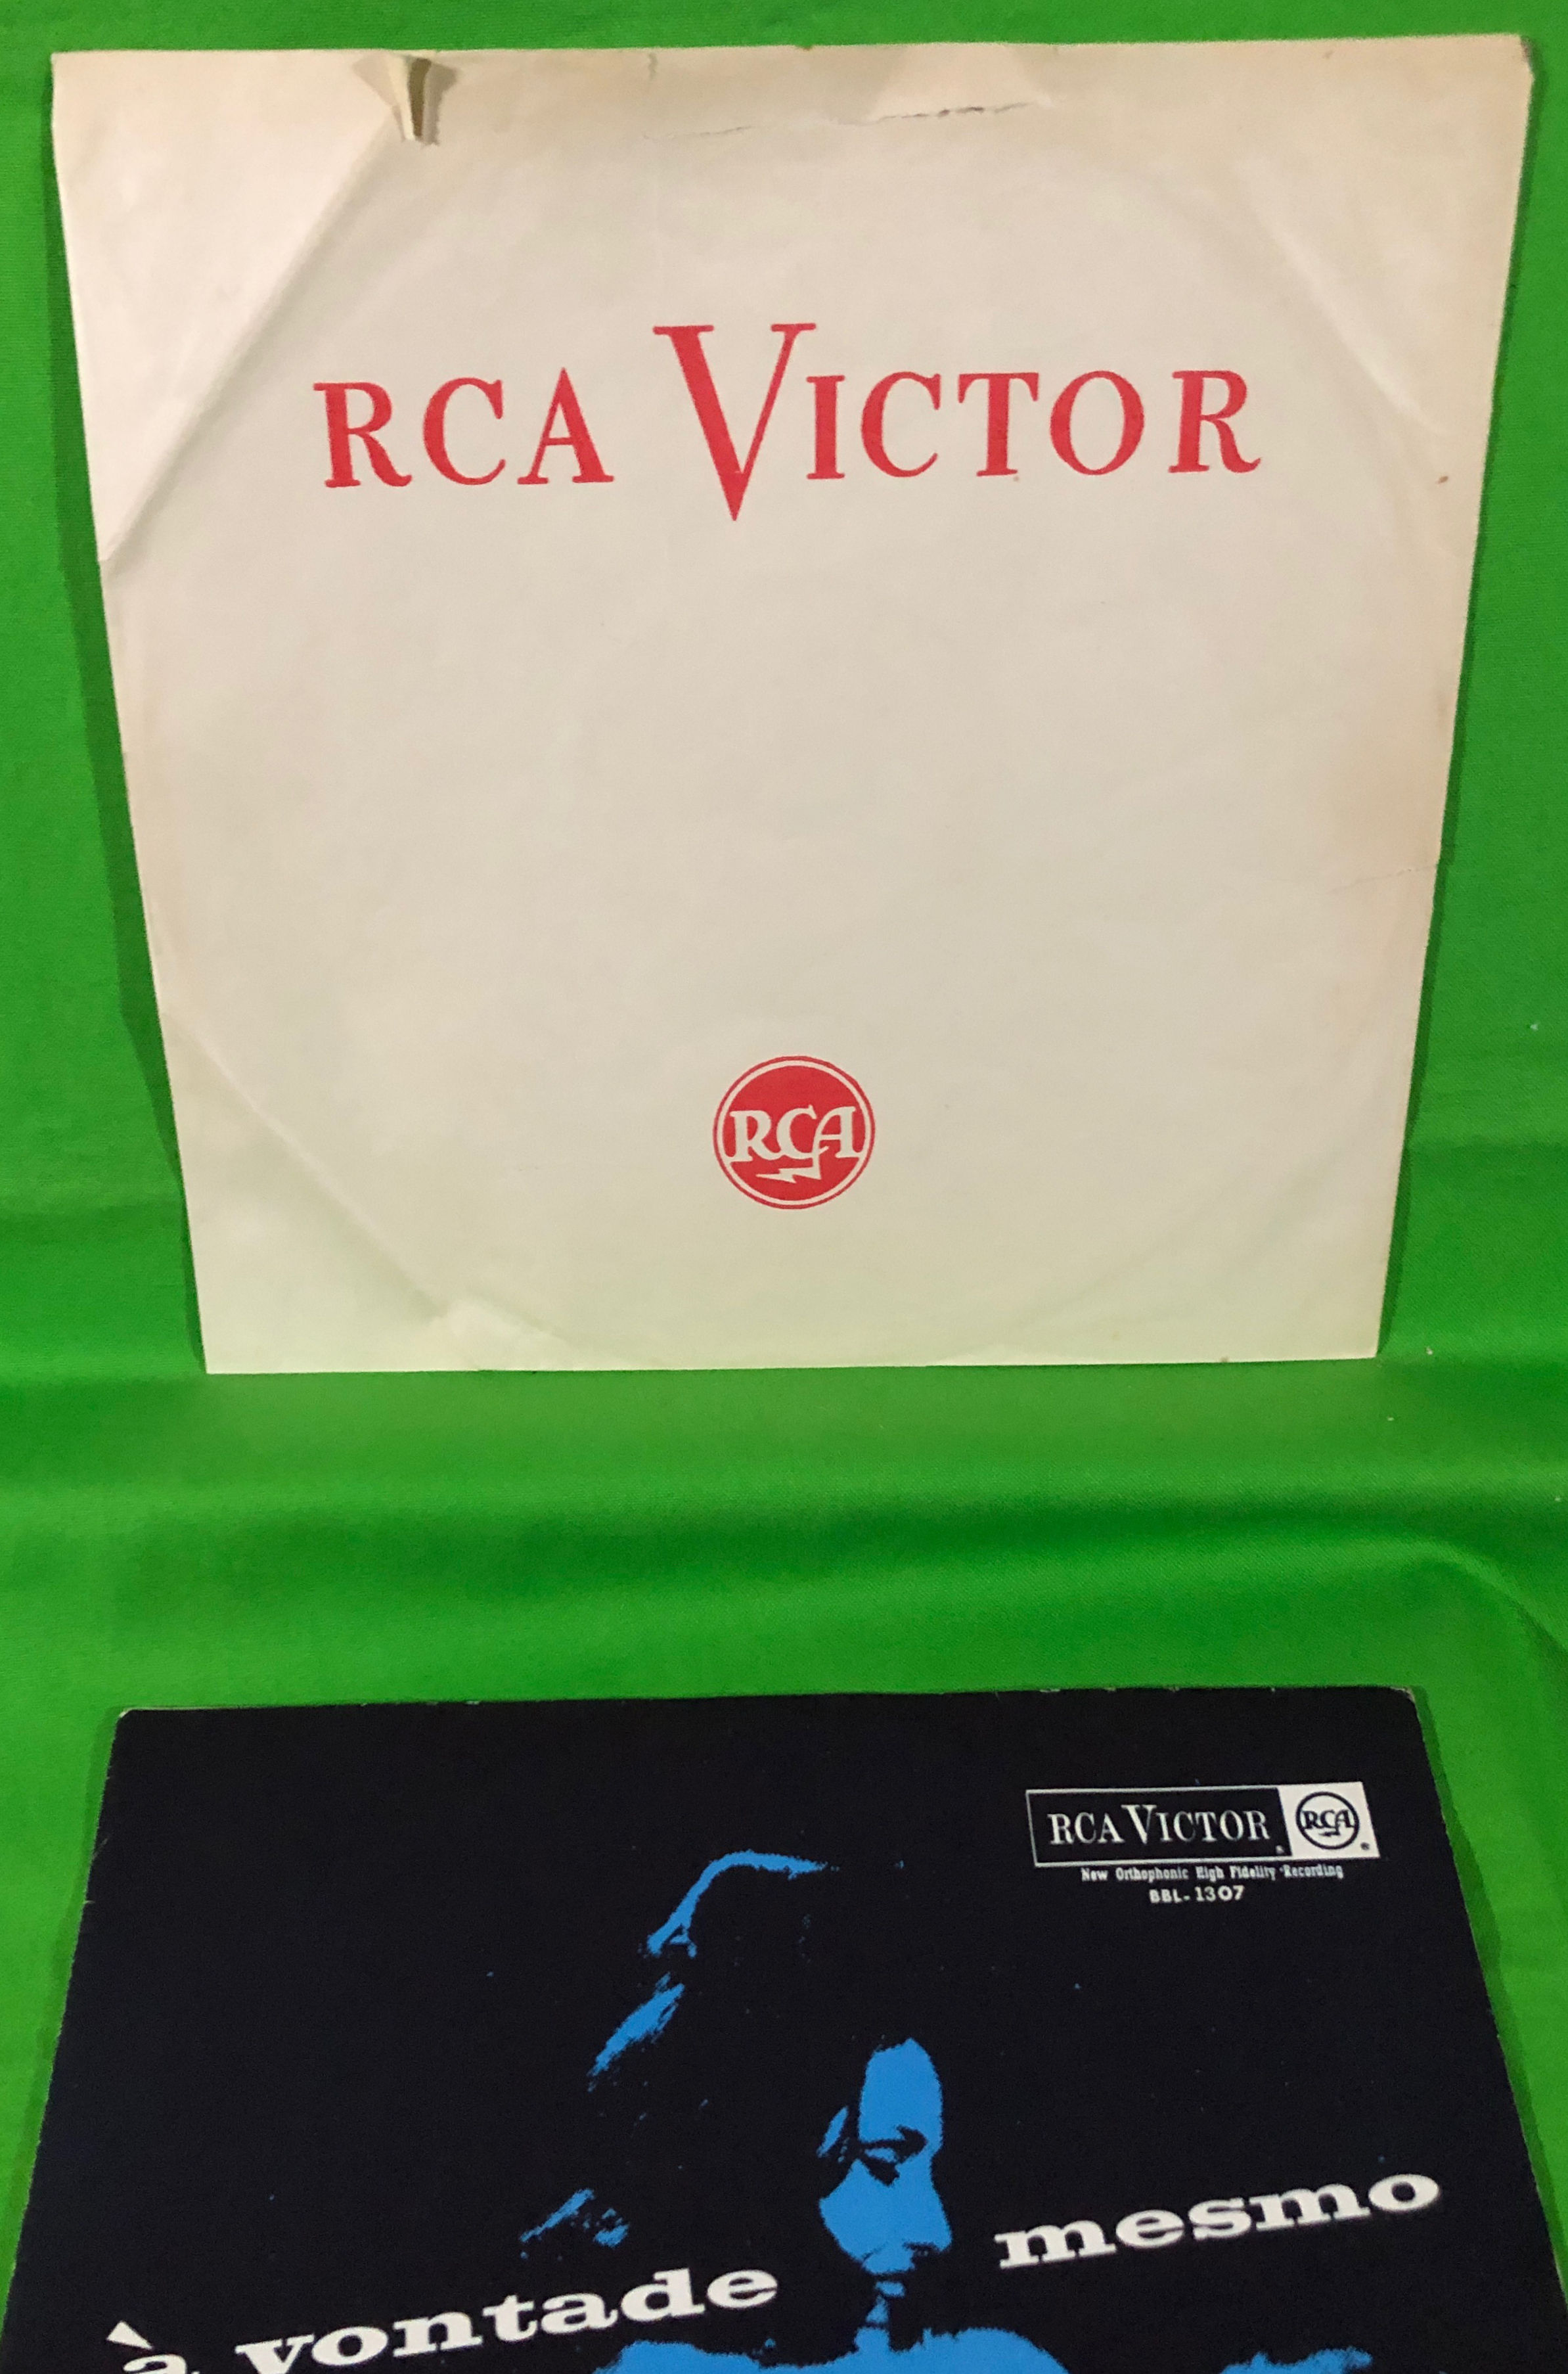 RCA VICTOR
RCA
RCA VICTOR RCA
New Orthophonic High Fidelity Recording
BBL-1307
à vontade mesmo